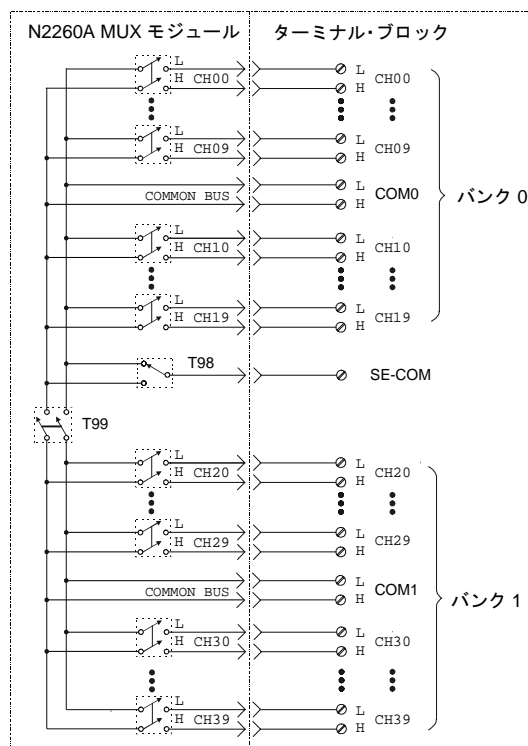 N2260A MUX モジュール ターミナル・ブロック
L L
H CH00 H CH00
L L
H CH09 H CH09
L
COMMON BUS H COM0 バンク 0
L L
H CH10 H CH10
L L
H CH19 H CH19
T98 SE-COM
T99
L L
H CH20 H CH20
L L
H CH29 H CH29
L
COMMON BUS H COM1 バンク 1
L L
H CH30 H CH30
L L
H CH39 H CH39